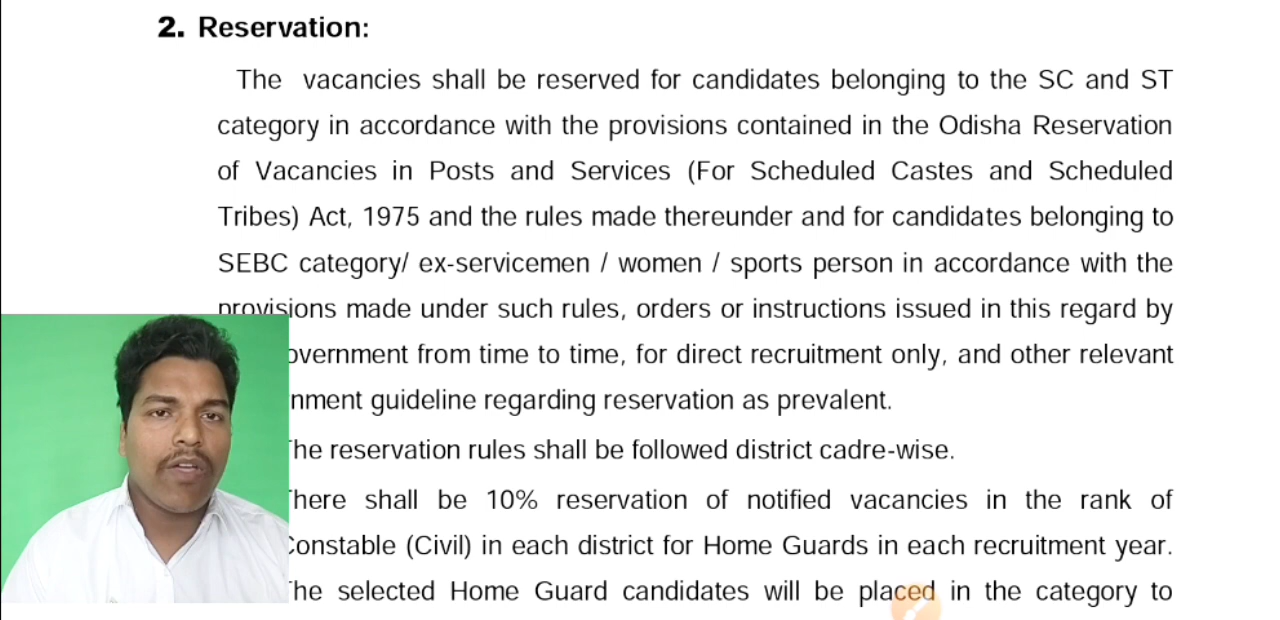 2. Reservation:
The vacancies shall be reserved for candidates belonging to the SC and ST
category in accordance with the provisions contained in the Odisha Reservation
of Vacancies in Posts and Services (For Scheduled Castes and Scheduled
Tribes) Act, 1975 and the rules made thereunder and for candidates belonging to
SEBC category/ ex-servicemen / women / sports person in accordance with the
provisions made under such rules, orders or instructions issued in this regard by
from time to time, for direct recruitment only, and other relevant
guideline regarding reservation as prevalent.
reservation rules shall be followed district cadre-wise.
shall be 10% reservation of notified vacancies in the rank of
(Civil) in each district for Home Guards in each recruitment year.
selected Home Guard candidates will be placed in the category to